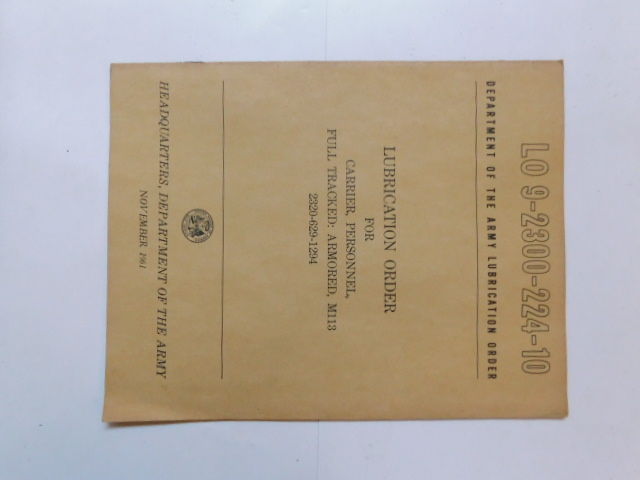 LO 9-2300-224-10
DEPARTMENT OF THE ARMY LUBRICATION ORDER
LUBRICATION ORDER
FOR
CARRIER, PERSONNEL,
FULL TRACKED: ARMORED, M113
2320-629-1294
HEADQUARTERS, DEPARTMENT OF THE ARMY
NOVEMBER 1961